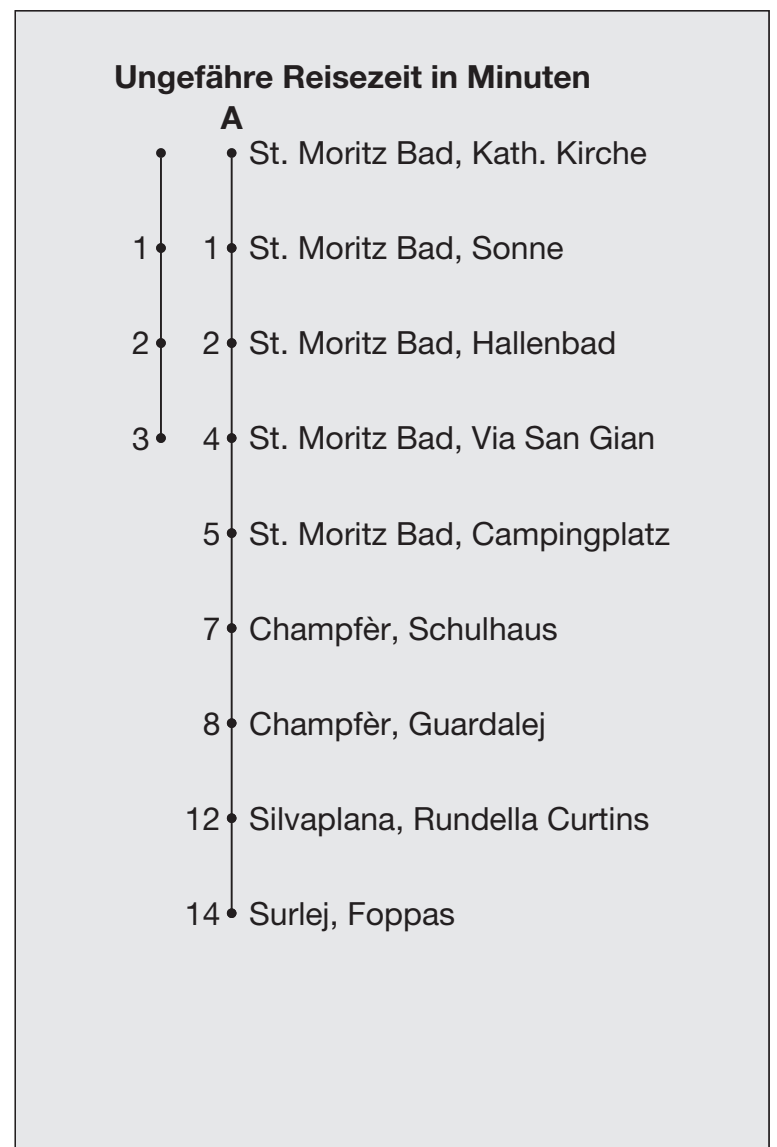 Ungefähre Reisezeit in Minuten
A
St. Moritz Bad, Kath. Kirche
1 1 St. Moritz Bad, Sonne
2 2 St. Moritz Bad, Hallenbad
3 4 St. Moritz Bad, Via San Gian
5 St. Moritz Bad, Campingplatz
7 Champfèr, Schulhaus
8 Champfèr, Guardalej
12 Silvaplana, Rundella Curtins
14 Surlej, Foppas